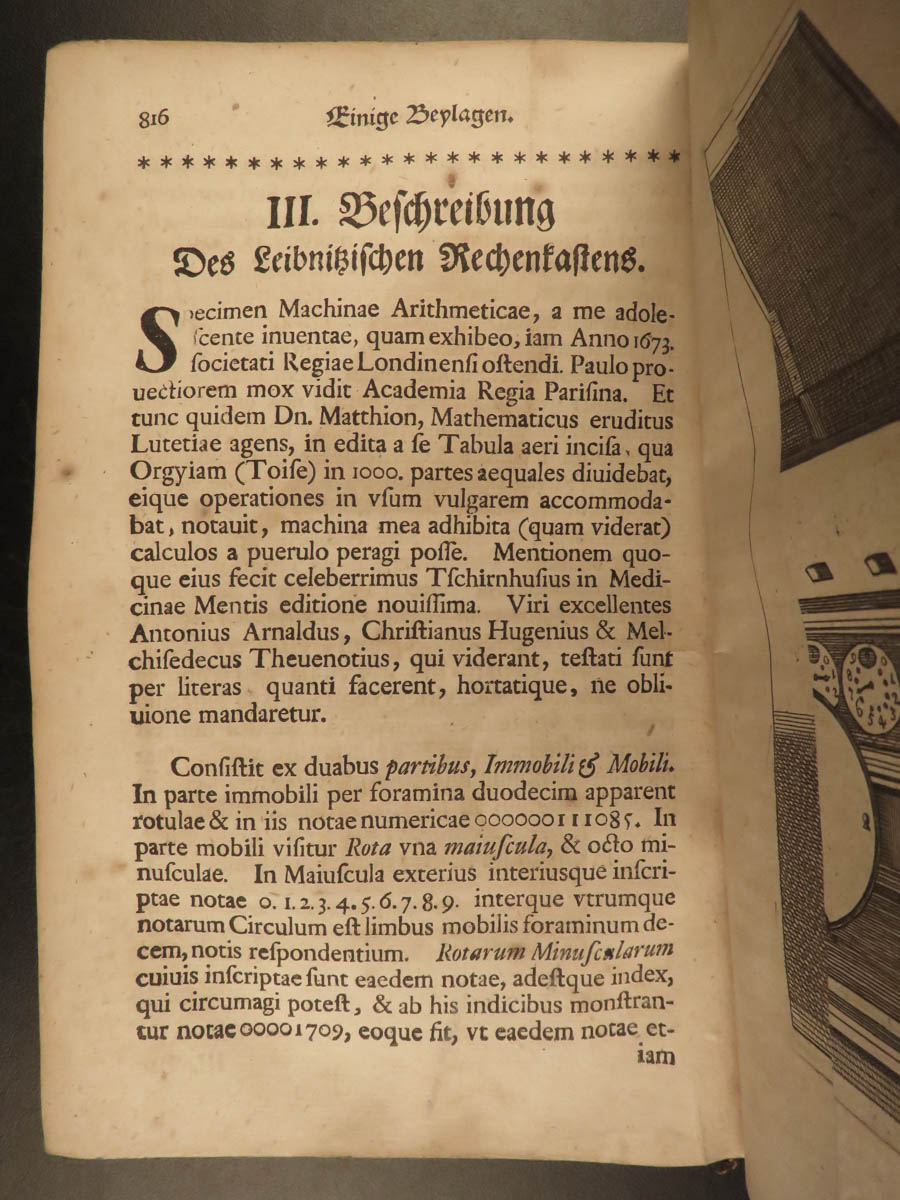 816 Einige Beylagen.
* * * * * * * * * * * * * * * * * * * * * * * * *
III. Beſchreibung
Des Leibnitziſchen Rechenkaſtens.
Specimen Machinae Arithmeticae, a me adole-
ſcente inuentae, quam exhibeo, iam Anno 1673.
ſocietati Regiae Londinenſi oſtendi. Paulo pro-
uectiorem mox vidit Academia Regia Pariſina. Et
tunc quidem Dn. Matthion, Mathematicus eruditus
Lutetiae agens, in edita a ſe Tabula aeri inciſa, qua
Orgyiam (Toiſe) in 1000. partes aequales diuidebat,
eique operationes in vſum vulgarem accommoda-
bat, notauit, machina mea adhibita (quam viderat)
calculos a puerulo peragi poſſe. Mentionem quo-
que eius fecit celeberrimus Tſchirnhuſius in Medi-
cinae Mentis editione nouiſſima. Viri excellentes
Antonius Arnaldus, Chriſtianus Hugenius & Mel-
chiſedecus Theuenotius, qui viderant, teſtati ſunt
per literas quanti facerent, hortatique, ne obli-
uione mandaretur.
Conſiſtit ex duabus partibus, Immobili & Mobili.
In parte immobili per foramina duodecim apparent
rotulae & in iis notae numericae 000000111085. In
parte mobili viſitur Rota vna maiuſcula, & octo mi-
nuſculae. In Maiuſcula exterius interiusque inſcri-
ptae notae 0. 1. 2. 3. 4. 5. 6. 7. 8. 9. interque vtrumque
notarum Circulum eſt limbus mobilis foraminum de-
cem, notis reſpondentium. Rotarum Minuſcularum
cuiuis inſcriptae ſunt eaedem notae, adeſtque index,
qui circumagi poteſt, & ab his indicibus monſtran-
tur notae 00001709, eoque fit, vt eaedem notae et-
iam